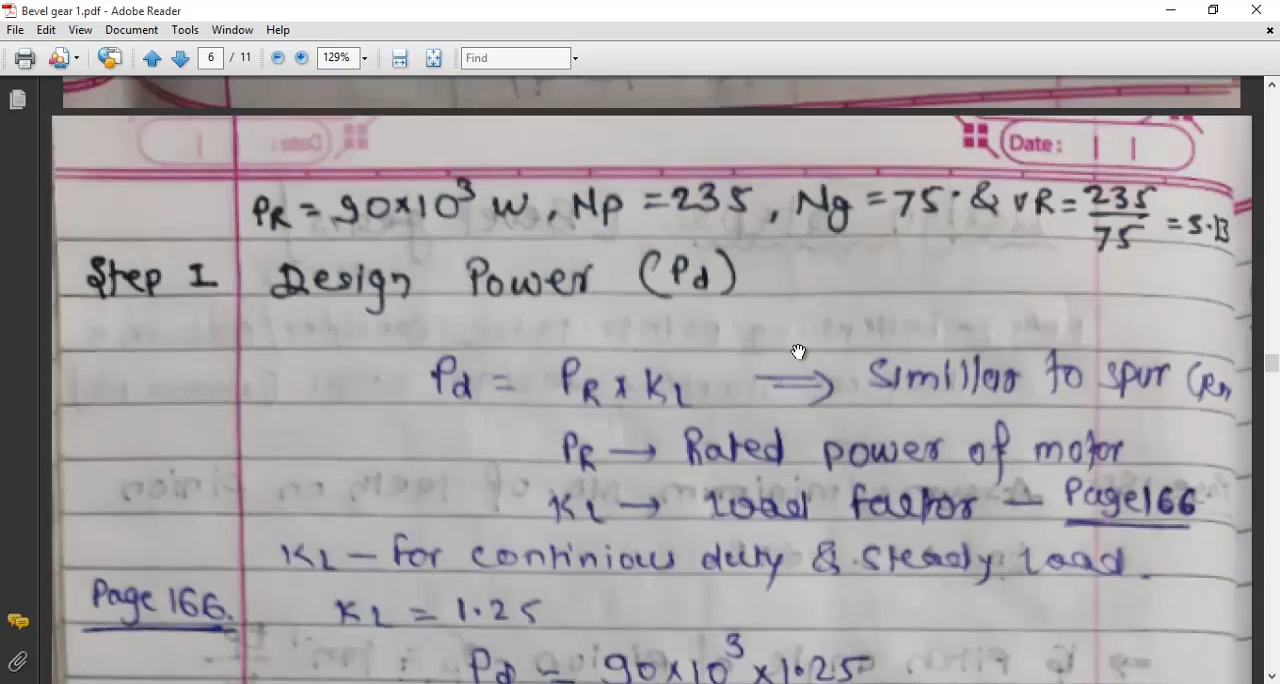 Bevel gear 1.pdf - Adobe Reader
File Edit View Document Tools Window Help
6 / 11 129% Find
Date:
PR = 90×10³ W, Np = 235, Ng = 75 & VR = 235/75 = 3.13
Step 1 Design Power (Pd)
Pd = PR × KL ⟹ Similler to spur
PR → Rated power of motor
KL → Load factor - Page 166
KL - for continious duty & steady load.
Page 166. KL = 1.25
Pd = 90×10³×1.25